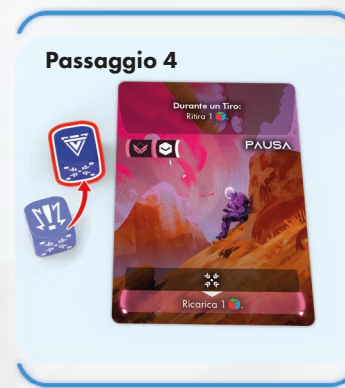 Passaggio 4
Durante un Tiro:
Ritira 1 .
PAUSA
Ricarica 1 .